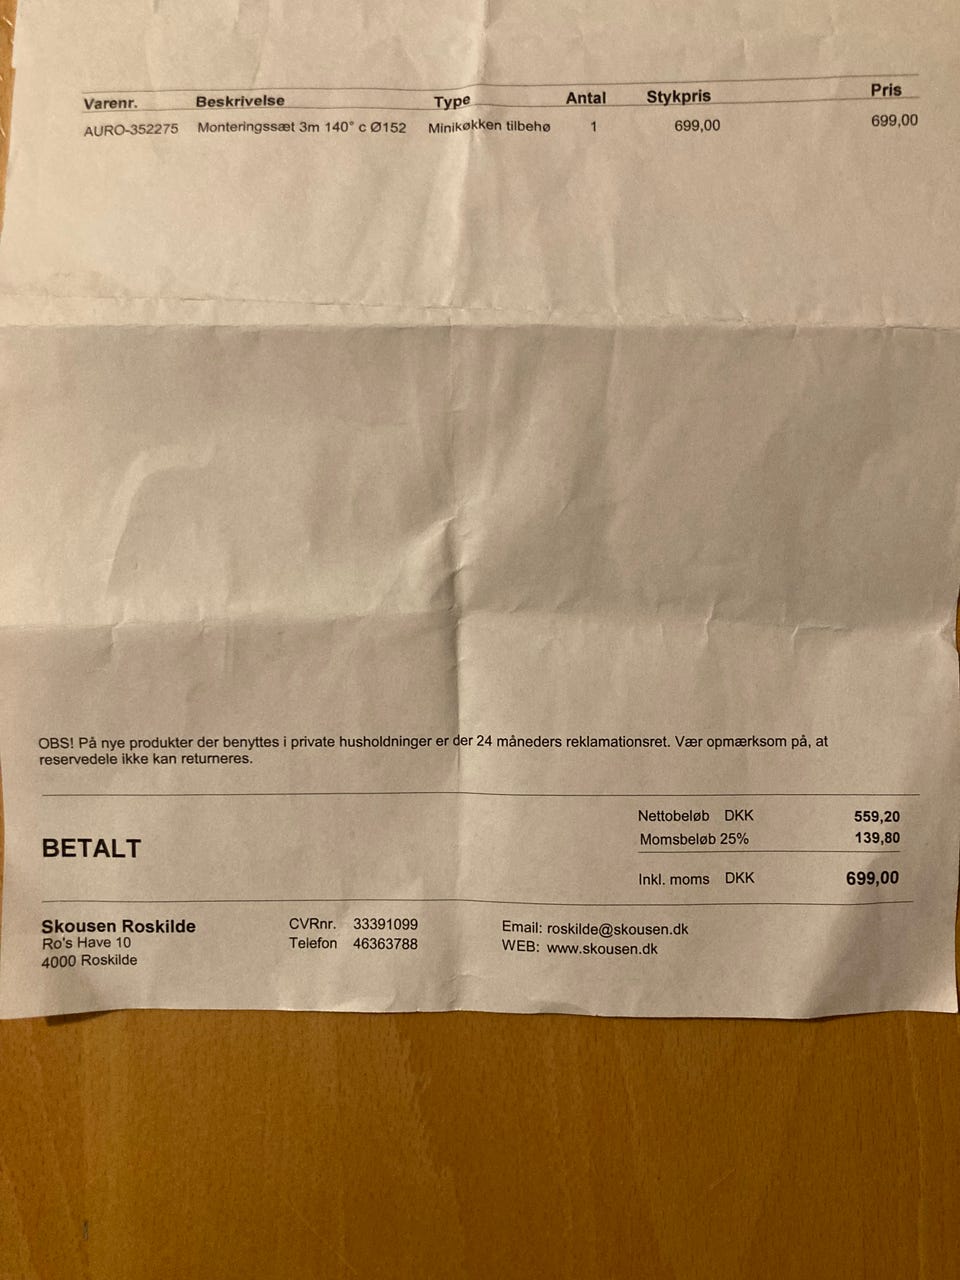 Varenr. Beskrivelse Type Antal Stykpris Pris
AURO-352275 Monteringssæt 3m 140° c Ø152 Minikøkken tilbehø 1 699,00 699,00
OBS! På nye produkter der benyttes i private husholdninger er der 24 måneders reklamationsret. Vær opmærksom på, at
reservedele ikke kan returneres.
Nettobeløb DKK 559,20
BETALT Momsbeløb 25% 139,80
Inkl. moms DKK 699,00
Skousen Roskilde CVRnr. 33391099 Email: roskilde@skousen.dk
Ro's Have 10 Telefon 46363788 WEB: www.skousen.dk
4000 Roskilde